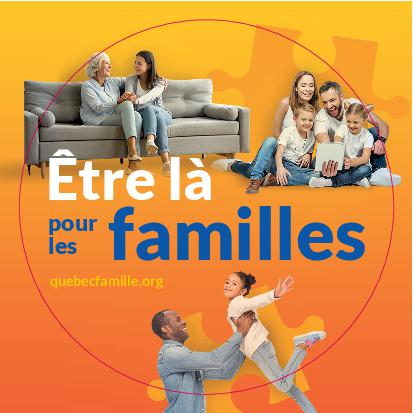 Être là
pour
les
familles
quebecfamille.org